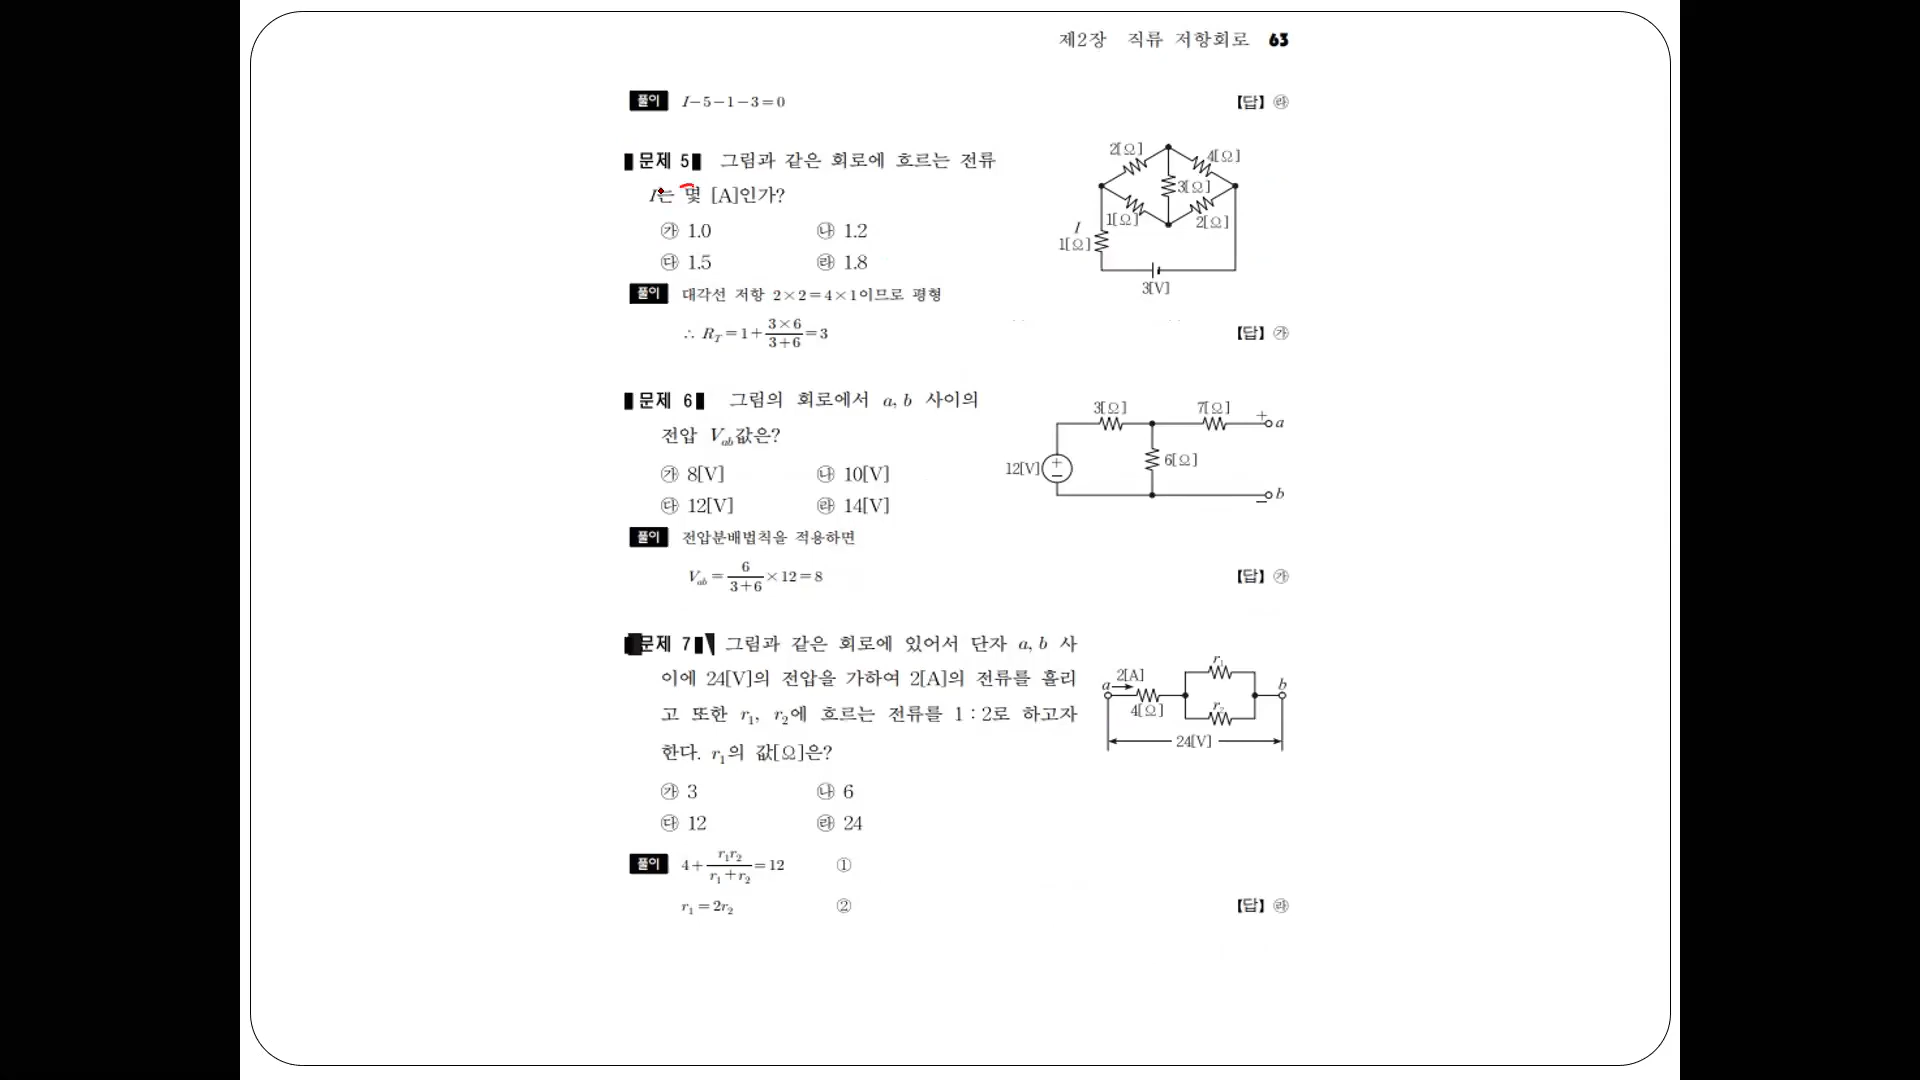 제2장 직류 저항회로 63
풀이 I-5-1-3=0 【답】 ㉱
문제 5 그림과 같은 회로에 흐르는 전류
I는 몇 [A]인가?
㉮ 1.0 ㉯ 1.2
㉰ 1.5 ㉱ 1.8
2[Ω] 4[Ω]
3[Ω]
1[Ω] 2[Ω]
I
1[Ω]
3[V]
풀이 대각선 저항 2×2=4×1이므로 평형
∴ R_T=1+\frac{3×6}{3+6}=3 【답】 ㉮
문제 6 그림의 회로에서 a, b 사이의
전압 V_{ab}값은?
㉮ 8[V] ㉯ 10[V]
㉰ 12[V] ㉱ 14[V]
3[Ω] 7[Ω] + a
12[V] + − 6[Ω]
− b
풀이 전압분배법칙을 적용하면
V_{ab}=\frac{6}{3+6}×12=8 【답】 ㉮
문제 7 그림과 같은 회로에 있어서 단자 a, b 사
이에 24[V]의 전압을 가하여 2[A]의 전류를 흘리
고 또한 r₁, r₂에 흐르는 전류를 1:2로 하고자
한다. r₁의 값[Ω]은?
㉮ 3 ㉯ 6
㉰ 12 ㉱ 24
r₁
2[A]
a b
4[Ω] r₂
24[V]
풀이 4+\frac{r₁r₂}{r₁+r₂}=12 ①
r₁=2r₂ ② 【답】 ㉱